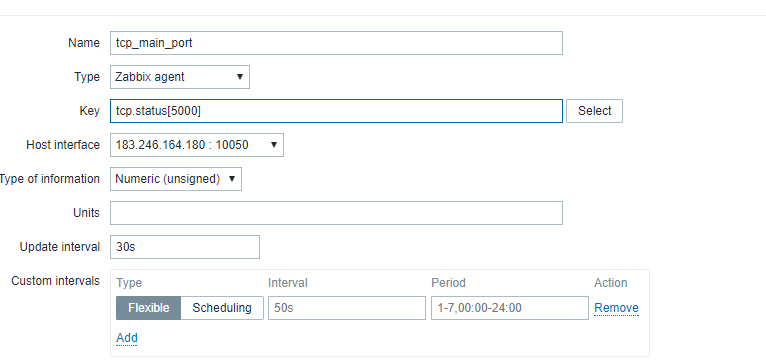 Name tcp_main_port
Type Zabbix agent
Key tcp.status[5000] Select
Host interface 183.246.164.180 : 10050
Type of information Numeric (unsigned)
Units
Update interval 30s
Custom intervals Type Interval Period Action
Flexible Scheduling 50s 1-7,00:00-24:00 Remove
Add